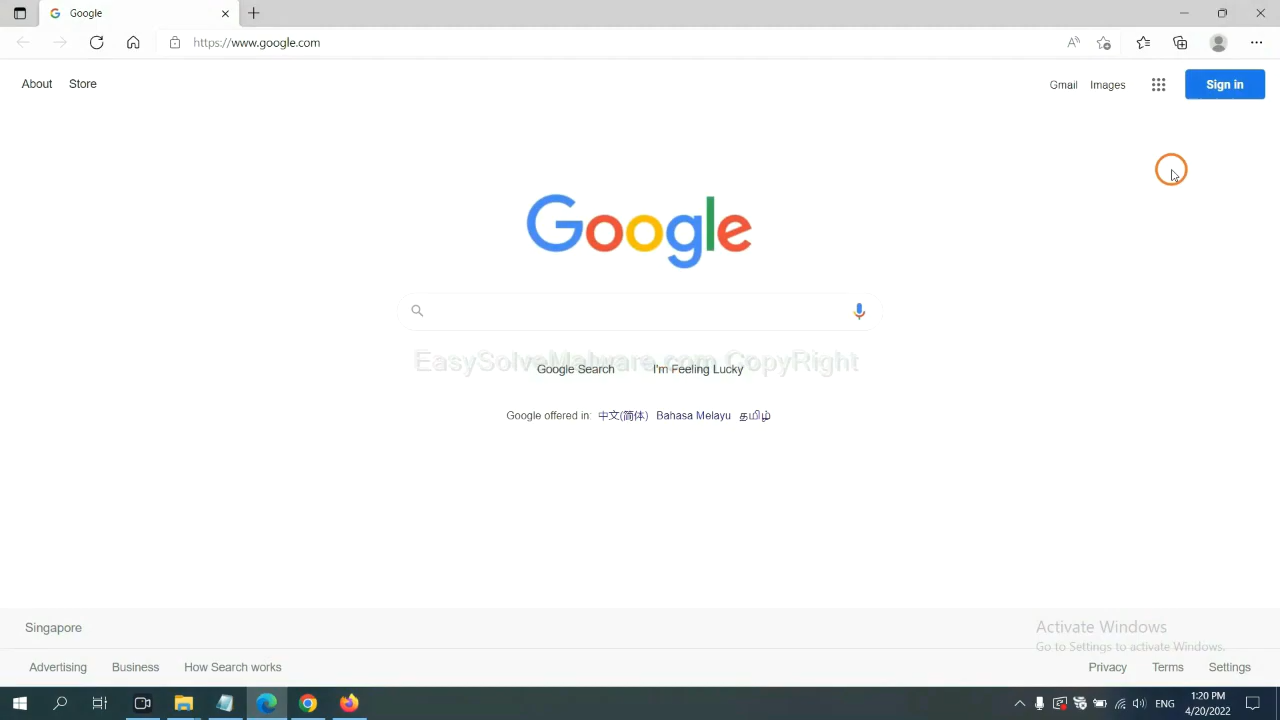 Google
https://www.google.com
About Store
Gmail Images Sign in
Google
EasySolveMalware.com CopyRight
Google Search I'm Feeling Lucky
Google offered in: 中文(简体) Bahasa Melayu தமிழ்
Singapore
Activate Windows
Go to Settings to activate Windows.
Advertising Business How Search works
Privacy Terms Settings
ENG
1:20 PM
4/20/2022